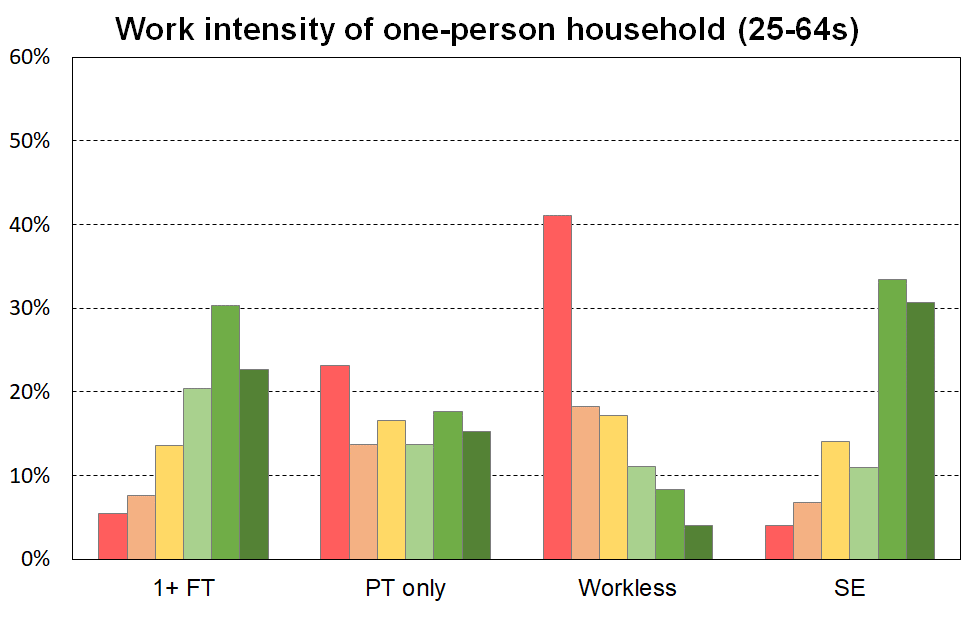 Work intensity of one-person household (25-64s)
60%
50%
40%
30%
20%
10%
0%
1+ FT
PT only
Workless
SE